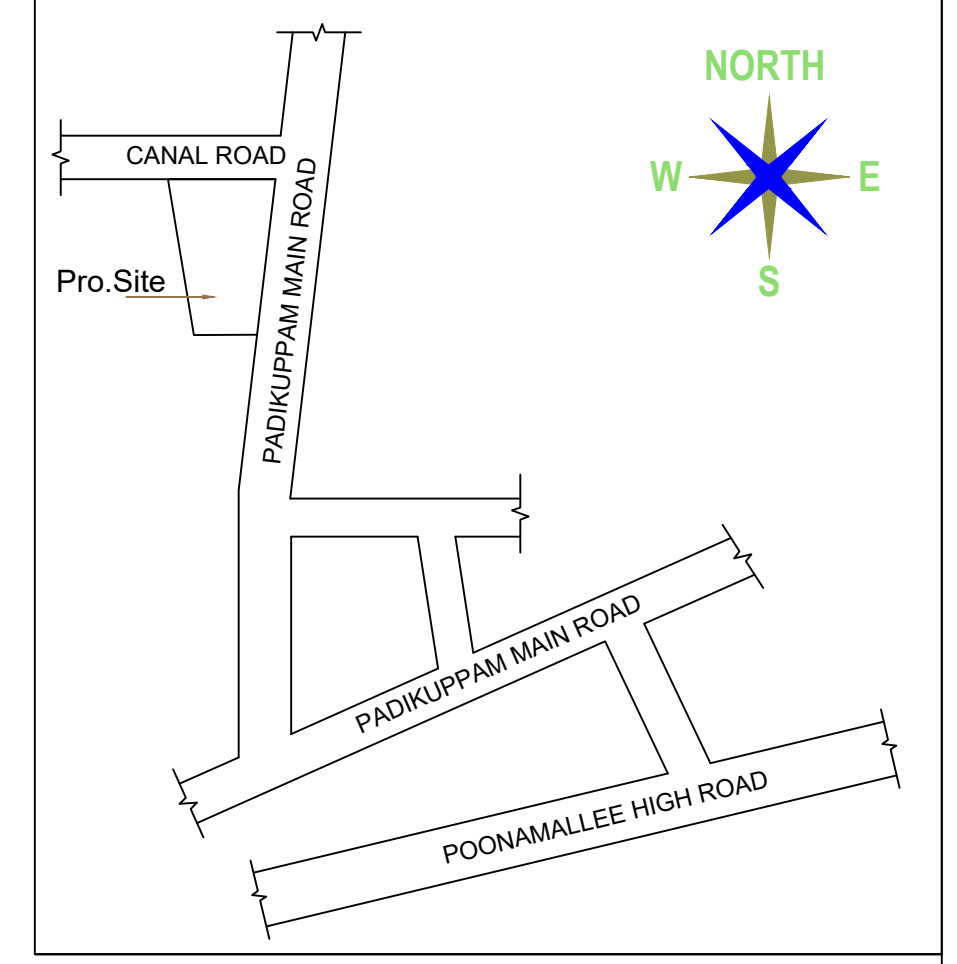 NORTH
CANAL ROAD
W
E
PADIKUPPAM MAIN ROAD
Pro.Site
S
PADIKUPPAM MAIN ROAD
POONAMALLEE HIGH ROAD